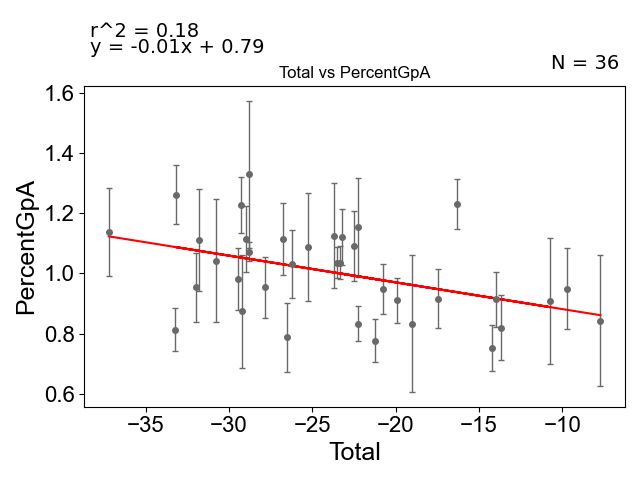 r^2 = 0.18
y = -0.01x + 0.79
N = 36
Total vs PercentGpA
PercentGpA
1.6
1.4
1.2
1.0
0.8
0.6
−35 −30 −25 −20 −15 −10
Total